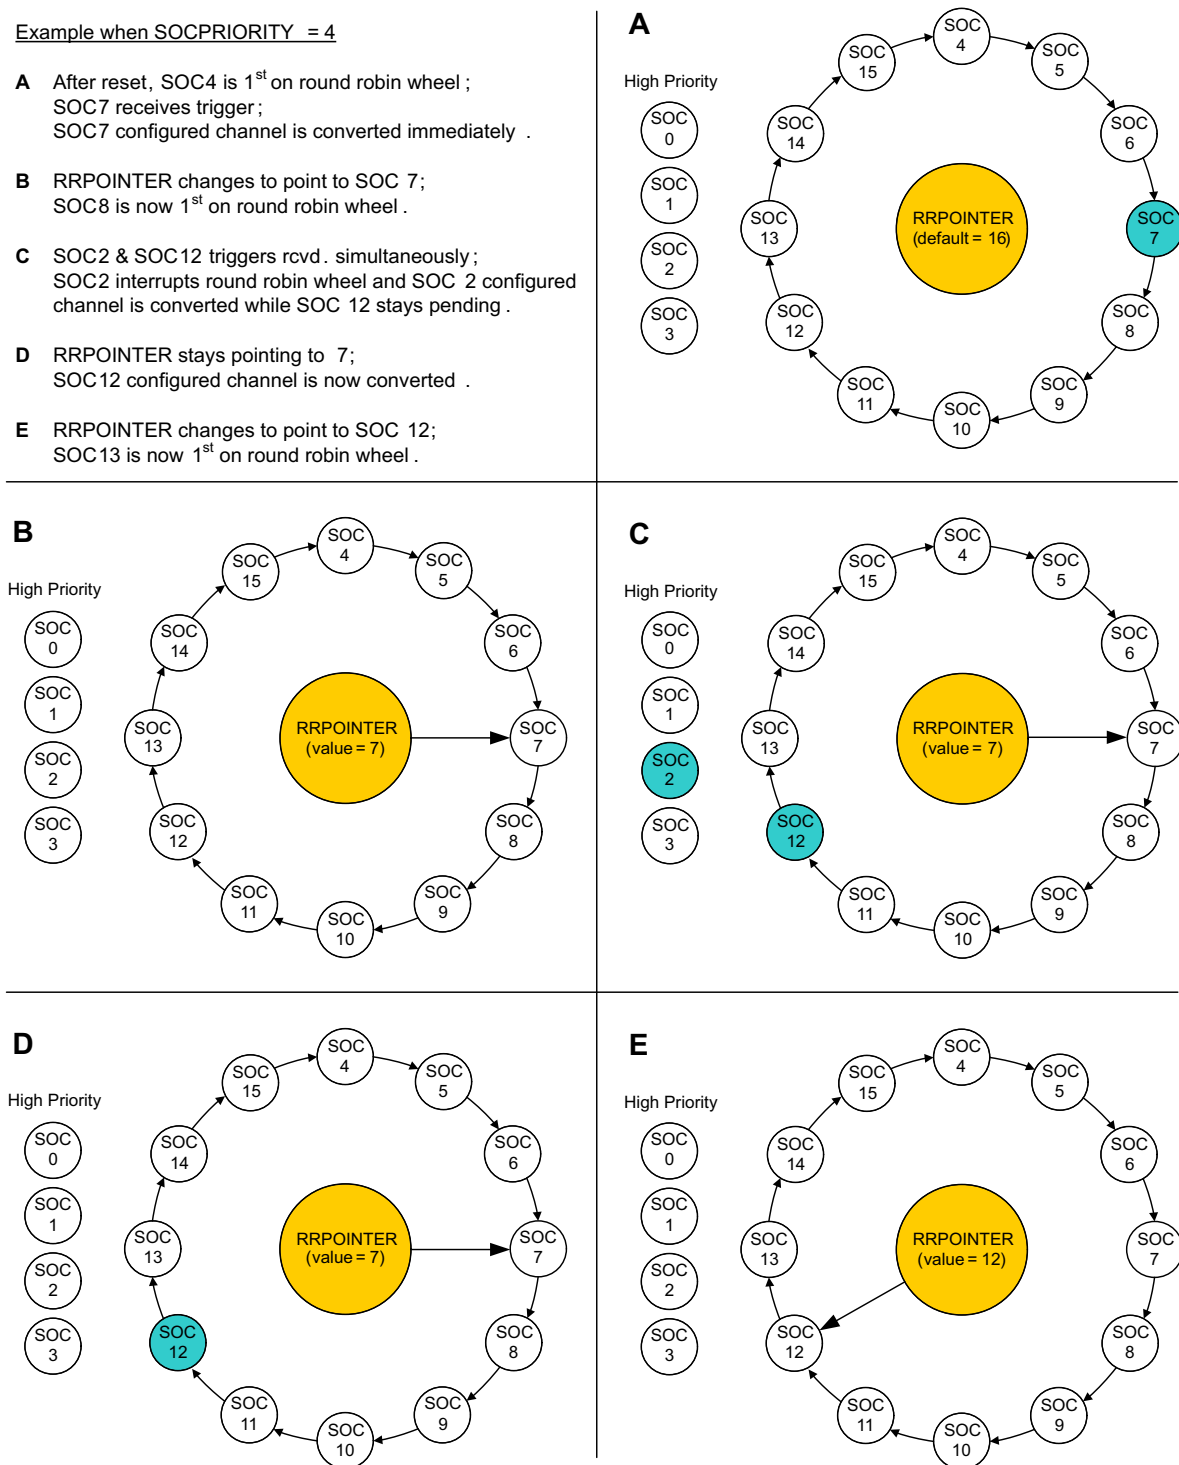 Example when SOCPRIORITY = 4
A After reset, SOC4 is 1st on round robin wheel ;
SOC7 receives trigger ;
SOC7 configured channel is converted immediately .
B RRPOINTER changes to point to SOC 7;
SOC8 is now 1st on round robin wheel .
C SOC2 & SOC12 triggers rcvd . simultaneously ;
SOC2 interrupts round robin wheel and SOC 2 configured
channel is converted while SOC 12 stays pending .
D RRPOINTER stays pointing to 7;
SOC12 configured channel is now converted .
E RRPOINTER changes to point to SOC 12;
SOC13 is now 1st on round robin wheel .
A
High Priority
SOC
0
SOC
1
SOC
2
SOC
3
SOC
4
SOC
5
SOC
6
SOC
7
SOC
8
SOC
9
SOC
10
SOC
11
SOC
12
SOC
13
SOC
14
SOC
15
RRPOINTER
(default = 16)
B
High Priority
SOC
0
SOC
1
SOC
2
SOC
3
SOC
4
SOC
5
SOC
6
SOC
7
SOC
8
SOC
9
SOC
10
SOC
11
SOC
12
SOC
13
SOC
14
SOC
15
RRPOINTER
(value = 7)
C
High Priority
SOC
0
SOC
1
SOC
2
SOC
3
SOC
4
SOC
5
SOC
6
SOC
7
SOC
8
SOC
9
SOC
10
SOC
11
SOC
12
SOC
13
SOC
14
SOC
15
RRPOINTER
(value = 7)
D
High Priority
SOC
0
SOC
1
SOC
2
SOC
3
SOC
4
SOC
5
SOC
6
SOC
7
SOC
8
SOC
9
SOC
10
SOC
11
SOC
12
SOC
13
SOC
14
SOC
15
RRPOINTER
(value = 7)
E
High Priority
SOC
0
SOC
1
SOC
2
SOC
3
SOC
4
SOC
5
SOC
6
SOC
7
SOC
8
SOC
9
SOC
10
SOC
11
SOC
12
SOC
13
SOC
14
SOC
15
RRPOINTER
(value = 12)